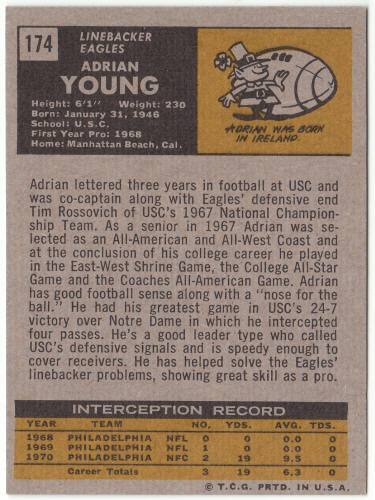 174
LINEBACKER
EAGLES
ADRIAN
YOUNG
Height: 6'1" Weight: 230
Born: January 31, 1946
School: U.S.C.
First Year Pro: 1968
Home: Manhattan Beach, Cal.
ADRIAN WAS BORN
IN IRELAND.
Adrian lettered three years in football at USC and
was co-captain along with Eagles' defensive end
Tim Rossovich of USC's 1967 National Champion-
ship Team. As a senior in 1967 Adrian was se-
lected as an All-American and All-West Coast and
at the conclusion of his college career he played
in the East-West Shrine Game, the College All-Star
Game and the Coaches All-American Game. Adrian
has good football sense along with a "nose for the
ball." He had his greatest game in USC's 24-7
victory over Notre Dame in which he intercepted
four passes. He's a good leader type who called
USC's defensive signals and is speedy enough to
cover receivers. He has helped solve the Eagles'
linebacker problems, showing great skill as a pro.
INTERCEPTION RECORD
YEAR TEAM NO. YDS. AVG. TDS.
1968 PHILADELPHIA NFL 0 0 0.0 0
1969 PHILADELPHIA NFL 1 0 0.0 0
1970 PHILADELPHIA NFC 2 19 9.5 0
Career Totals 3 19 6.3 0
© T.C.G. PRTD. IN U.S.A.